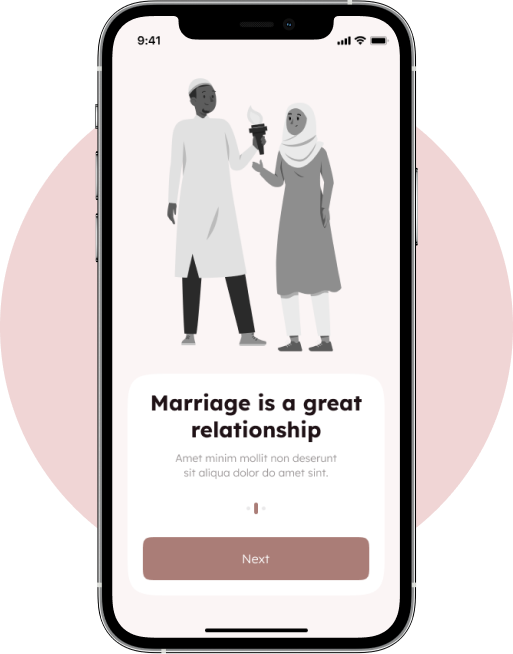 9:41
Marriage is a great
relationship
Amet minim mollit non deserunt
sit aliqua dolor do amet sint.
Next